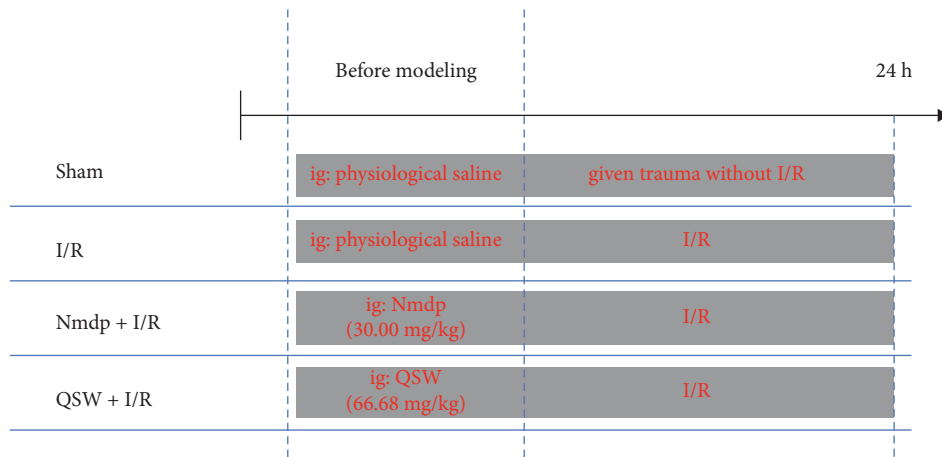 Before modeling
24 h
Sham
ig: physiological saline
given trauma without I/R
I/R
ig: physiological saline
I/R
Nmdp + I/R
ig: Nmdp
(30.00 mg/kg)
I/R
QSW + I/R
ig: QSW
(66.68 mg/kg)
I/R